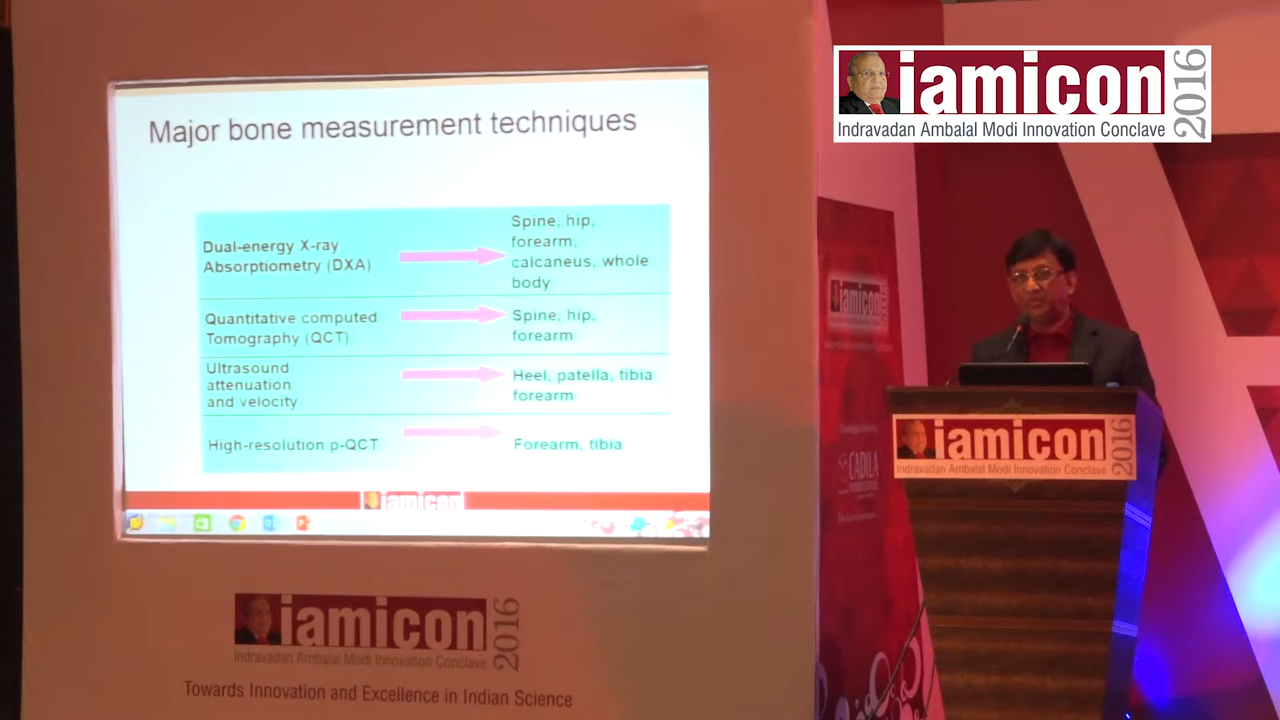 iamicon 2016
Indravadan Ambalal Modi Innovation Conclave
Major bone measurement techniques
Dual-energy X-ray
Absorptiometry (DXA)
Spine, hip,
forearm,
calcaneus, whole
body
Quantitative computed
Tomography (QCT)
Spine, hip,
forearm
Ultrasound
attenuation
and velocity
Heel, patella, tibia
forearm
High-resolution p-QCT
Forearm, tibia
iamicon
iamicon 2016
Indravadan Ambalal Modi Innovation Conclave
Towards Innovation and Excellence in Indian Science
iamicon
CADILA
iamicon 2016
Indravadan Ambalal Modi Innovation Conclave